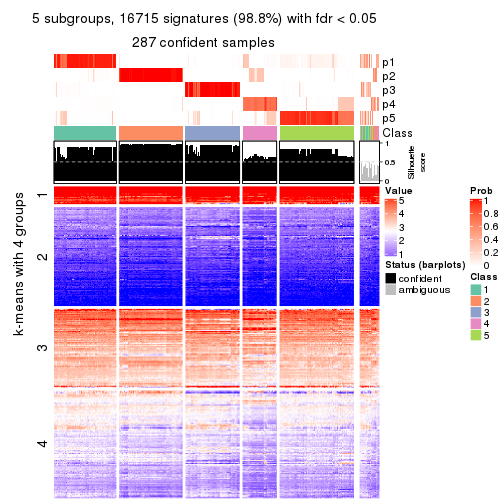 5 subgroups, 16715 signatures (98.8%) with fdr < 0.05
287 confident samples
p1
p2
p3
p4
p5
Class
1
0.5
0
Silhouette
score
k-means with 4 groups
1
2
3
4
Value
5
4
3
2
1
Status (barplots)
confident
ambiguous
Prob
1
0.8
0.6
0.4
0.2
0
Class
1
2
3
4
5